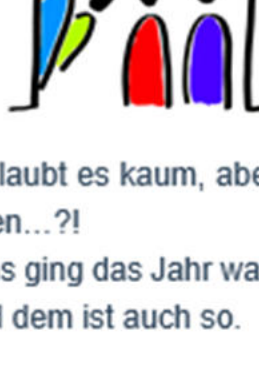 laubt es kaum, abe
en...?!
s ging das Jahr wa
d dem ist auch so.